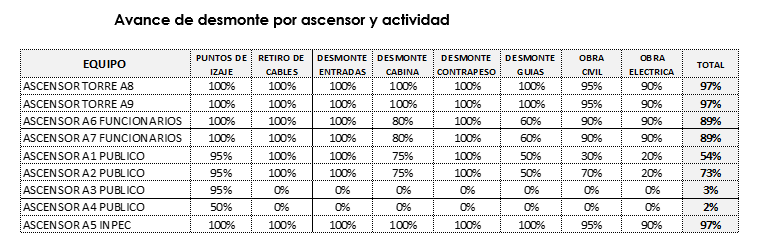 Avance de desmonte por ascensor y actividad
EQUIPO PUNTOS DE IZAJE RETIRO DE CABLES DESMONTE ENTRADAS DESMONTE CABINA DESMONTE CONTRAPESO DESMONTE GUIAS OBRA CIVIL OBRA ELECTRICA TOTAL
ASCENSOR TORRE A8 100% 100% 100% 100% 100% 100% 95% 90% 97%
ASCENSOR TORRE A9 100% 100% 100% 100% 100% 100% 95% 90% 97%
ASCENSOR A6 FUNCIONARIOS 100% 100% 100% 80% 100% 60% 90% 90% 89%
ASCENSOR A7 FUNCIONARIOS 100% 100% 100% 80% 100% 60% 90% 90% 89%
ASCENSOR A1 PUBLICO 95% 100% 100% 75% 100% 50% 30% 20% 54%
ASCENSOR A2 PUBLICO 95% 100% 100% 75% 100% 50% 70% 20% 73%
ASCENSOR A3 PUBLICO 95% 0% 0% 0% 0% 0% 0% 0% 3%
ASCENSOR A4 PUBLICO 50% 0% 0% 0% 0% 0% 0% 0% 2%
ASCENSOR A5 INPEC 100% 100% 100% 100% 100% 100% 95% 90% 97%